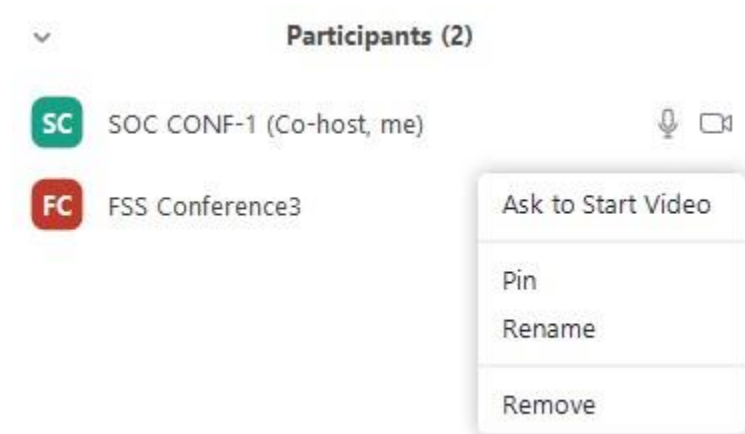 Participants (2)
SC SOC CONF-1 (Co-host, me)
FC FSS Conference3
Ask to Start Video
Pin
Rename
Remove